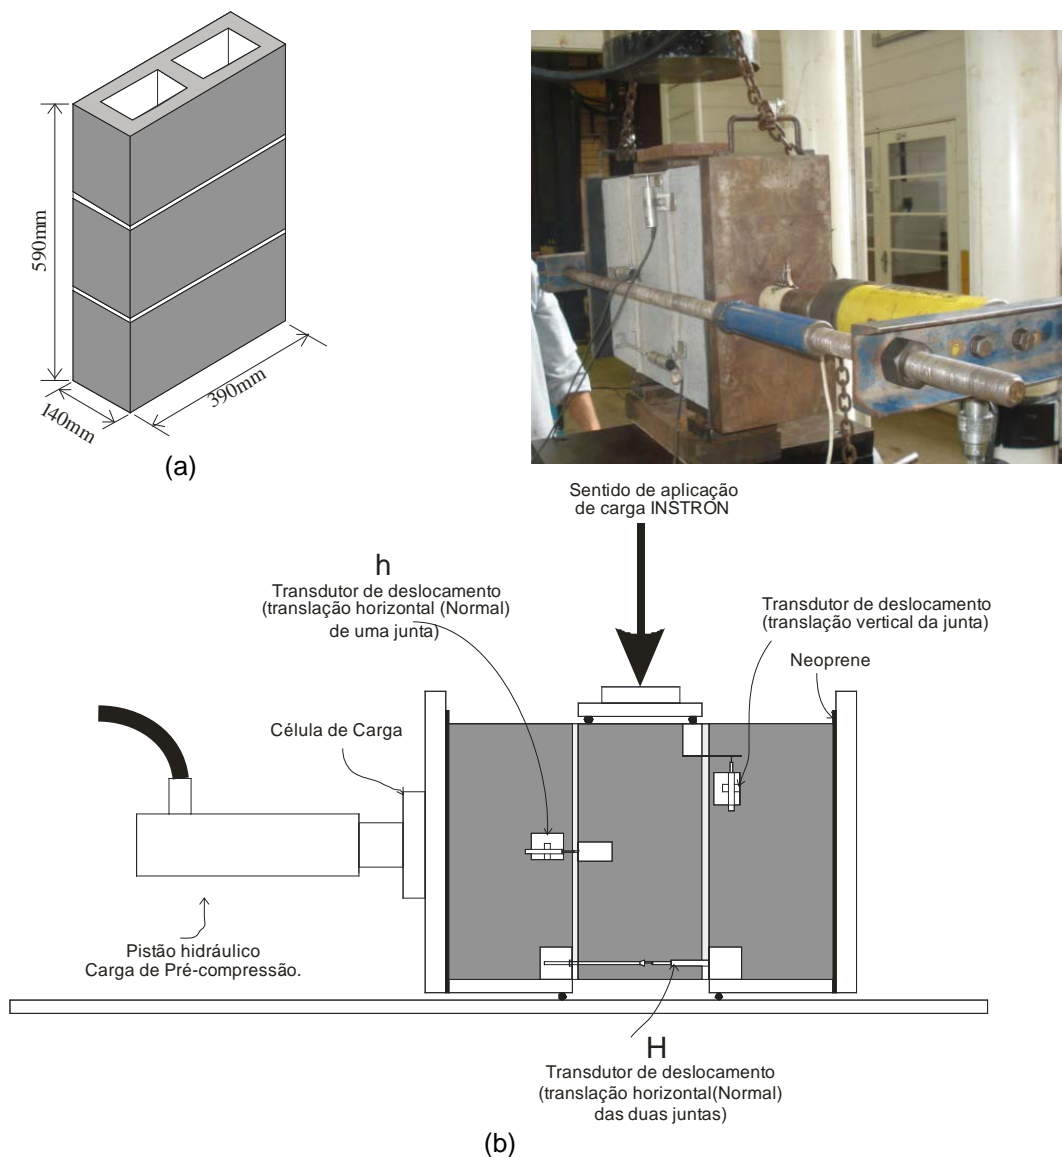 590mm
140mm
390mm
(a)
Sentido de aplicação
de carga INSTRON
h
Transdutor de deslocamento
(translação horizontal (Normal)
de uma junta)
Transdutor de deslocamento
(translação vertical da junta)
Neoprene
Célula de Carga
Pistão hidráulico
Carga de Pré-compressão.
H
Transdutor de deslocamento
(translação horizontal(Normal)
das duas juntas)
(b)